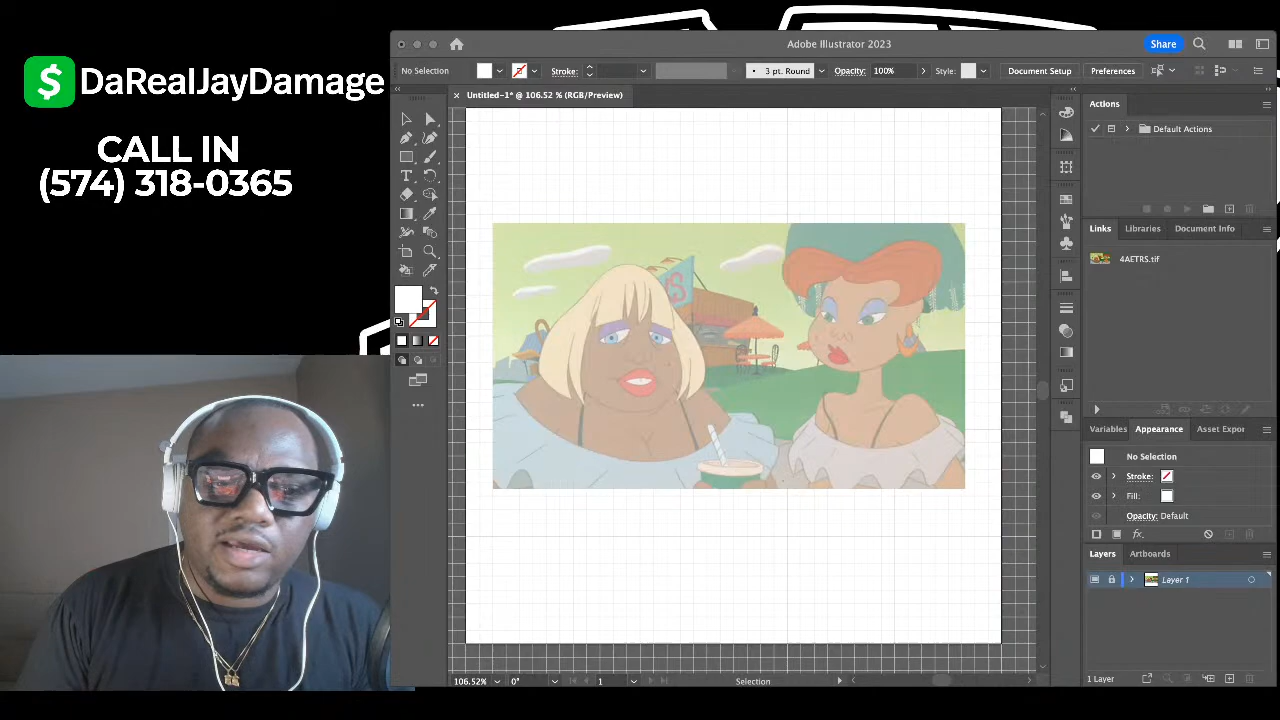 DaRealJayDamage
CALL IN
(574) 318-0365
Adobe Illustrator 2023
Share
No Selection
Stroke:
3 pt. Round
Opacity: 100%
Style:
Document Setup
Preferences
Untitled-1* @ 106.52 % (RGB/Preview)
Actions
Default Actions
Links
Libraries
Document Info
4AETRS.tif
Variables
Appearance
Asset Expor
No Selection
Stroke:
Fill:
Opacity: Default
fx.
Layers
Artboards
Layer 1
106.52%
0°
1
Selection
1 Layer